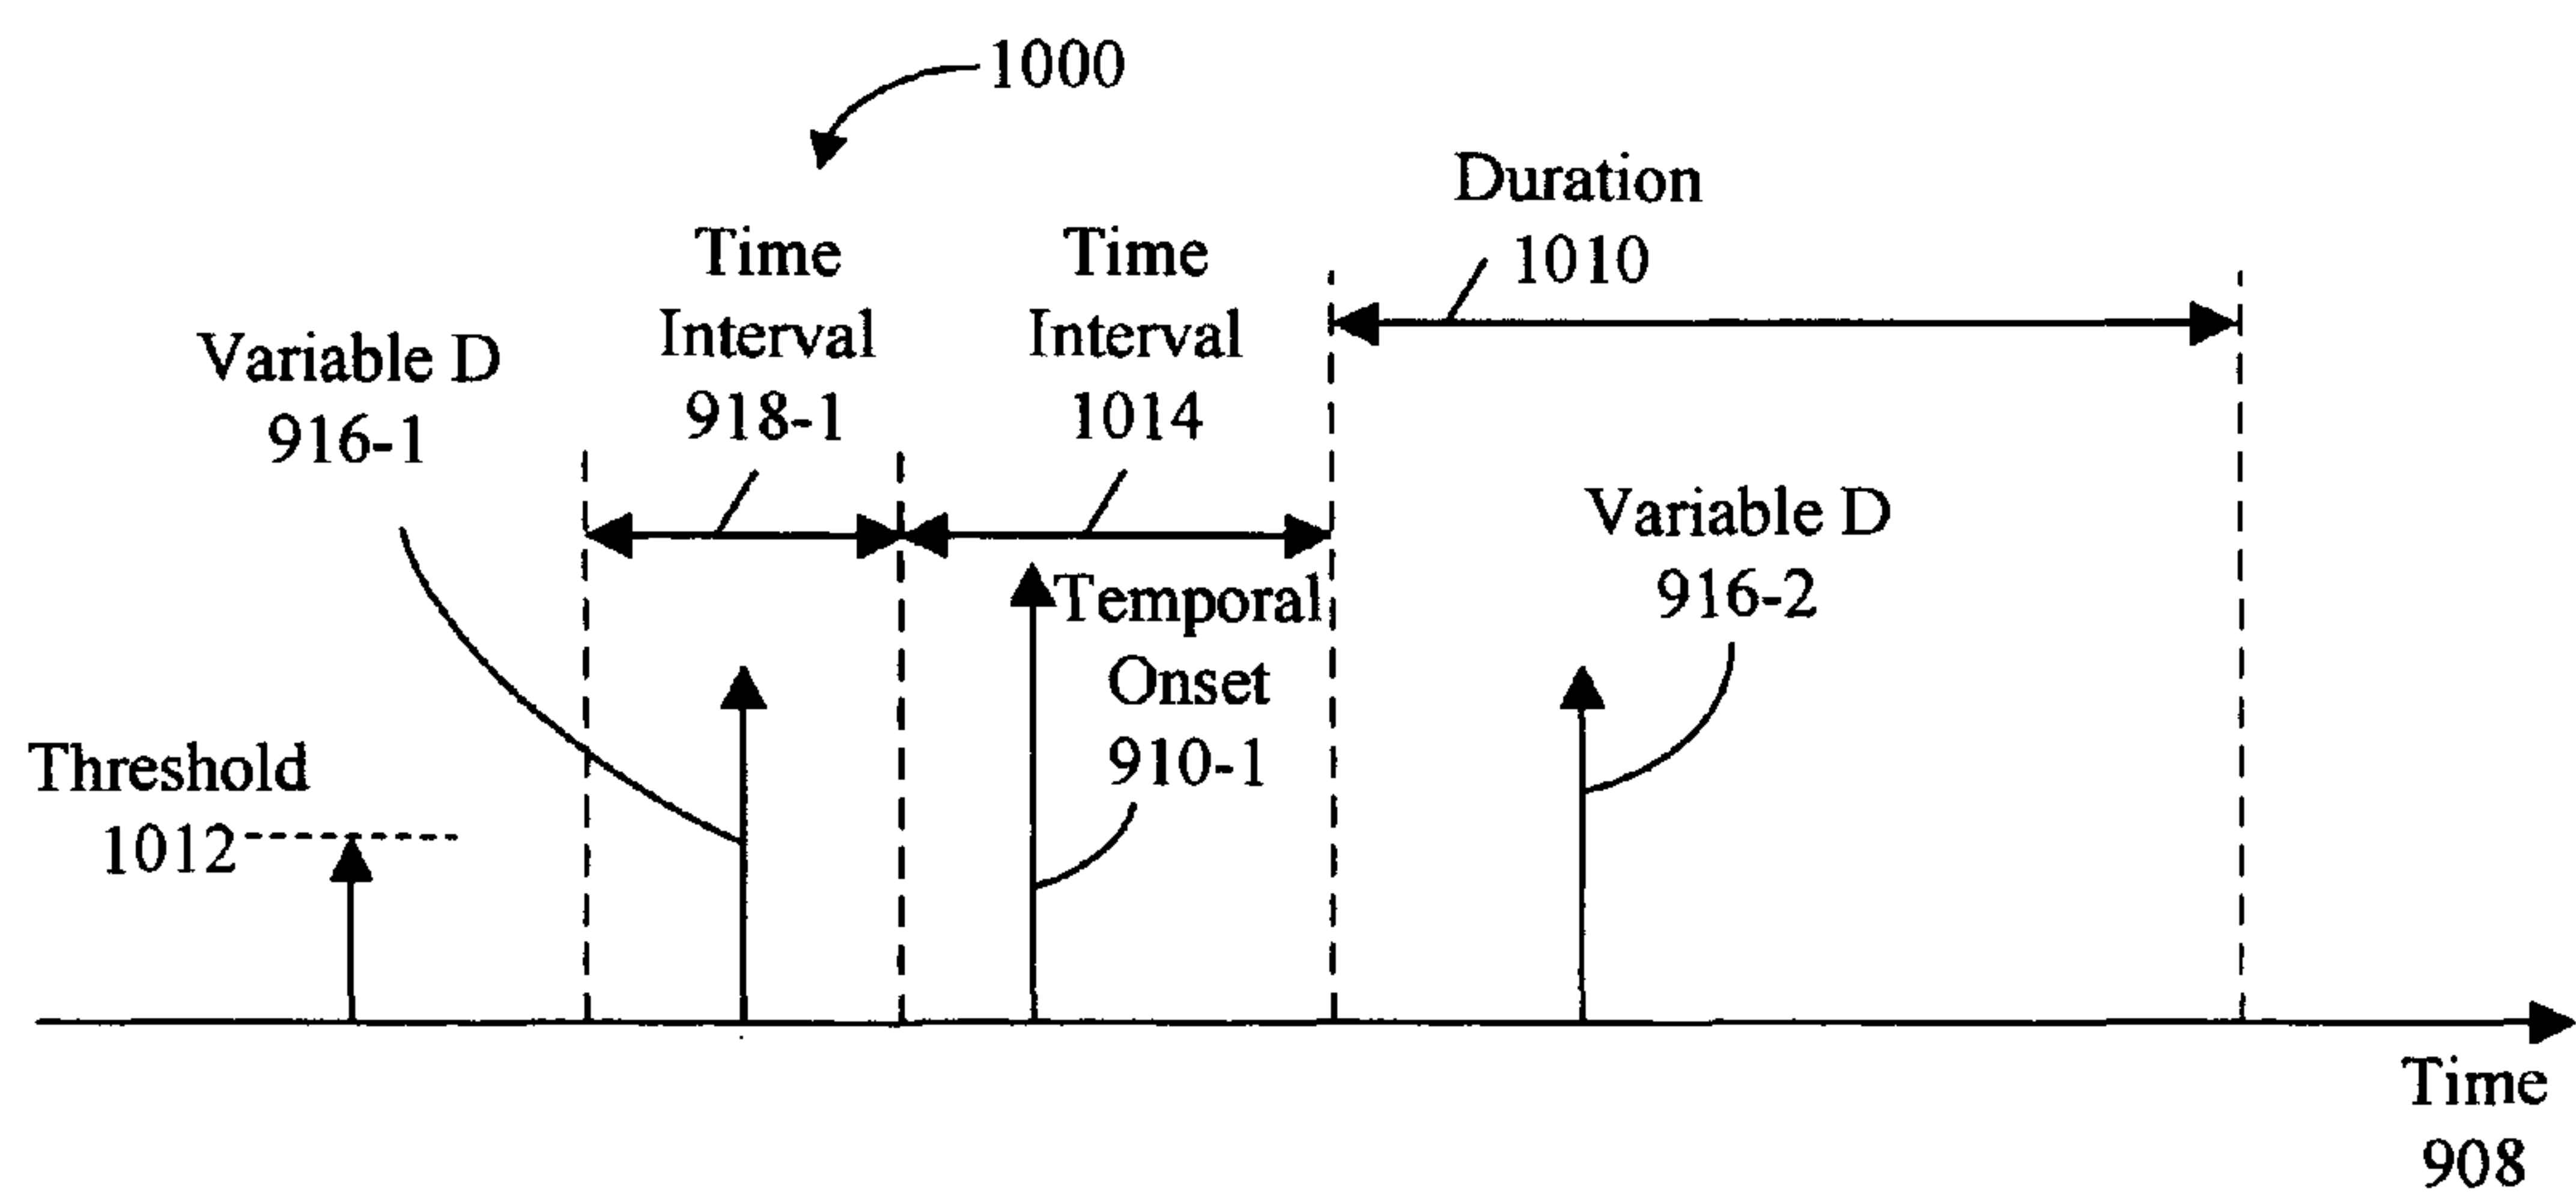 1000
Duration
1010
Time
Interval
918-1
Time
Interval
1014
Variable D
916-1
Variable D
916-2
Temporal
Onset
910-1
Threshold
1012
Time
908